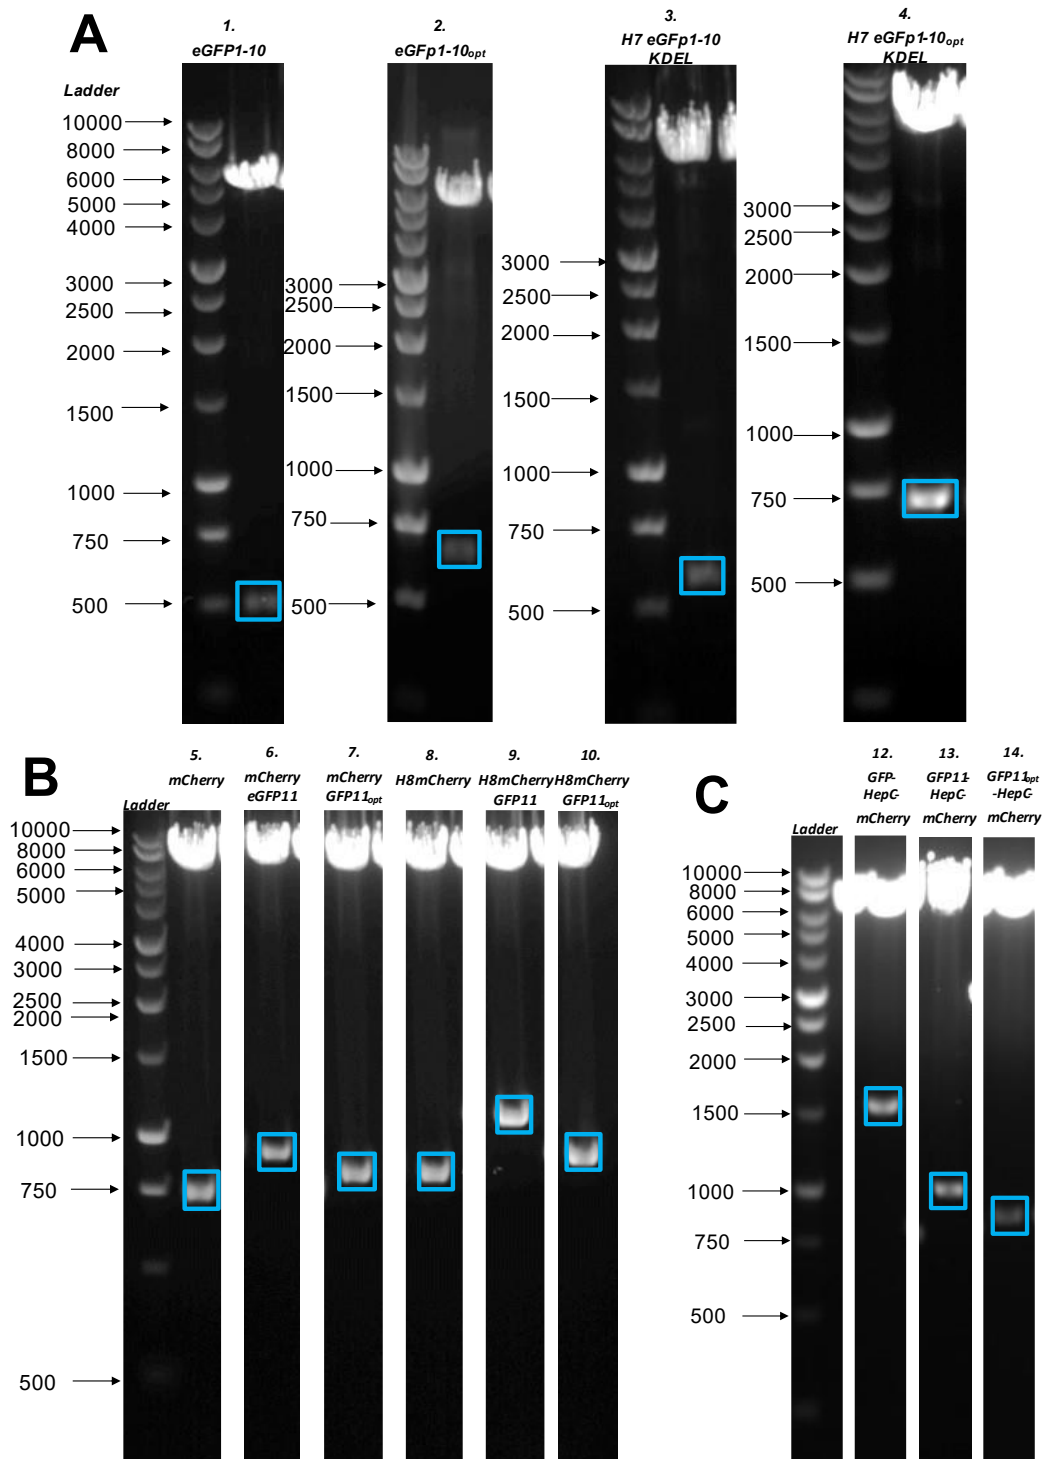 A
1.
eGFP1-10
2.
eGFp1-10opt
3.
H7 eGFp1-10
KDEL
4.
H7 eGFp1-10opt
KDEL
Ladder
10000
8000
6000
5000
4000
3000
2500
2000
1500
1000
750
500
3000
2500
2000
1500
1000
750
500
3000
2500
2000
1500
1000
750
500
3000
2500
2000
1500
1000
750
500
B
5.
mCherry
6.
mCherry
eGFP11
7.
mCherry
GFP11opt
8.
H8mCherry
9.
H8mCherry
GFP11
10.
H8mCherry
GFP11opt
Ladder
10000
8000
6000
5000
4000
3000
2500
2000
1500
1000
750
500
C
12.
GFP-
HepC-
mCherry
13.
GFP11-
HepC-
mCherry
14.
GFP11opt
-HepC-
mCherry
Ladder
10000
8000
6000
5000
4000
3000
2500
2000
1500
1000
750
500